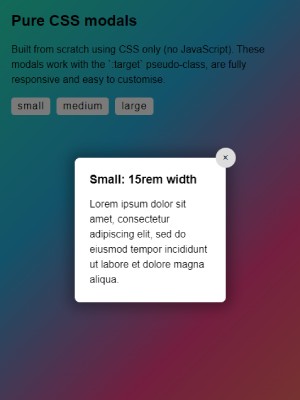 Pure CSS modals
Built from scratch using CSS only (no JavaScript). These
modals work with the `:target` pseudo-class, are fully
responsive and easy to customise.
small medium large
×
Small: 15rem width
Lorem ipsum dolor sit
amet, consectetur
adipiscing elit, sed do
eiusmod tempor incididunt
ut labore et dolore magna
aliqua.